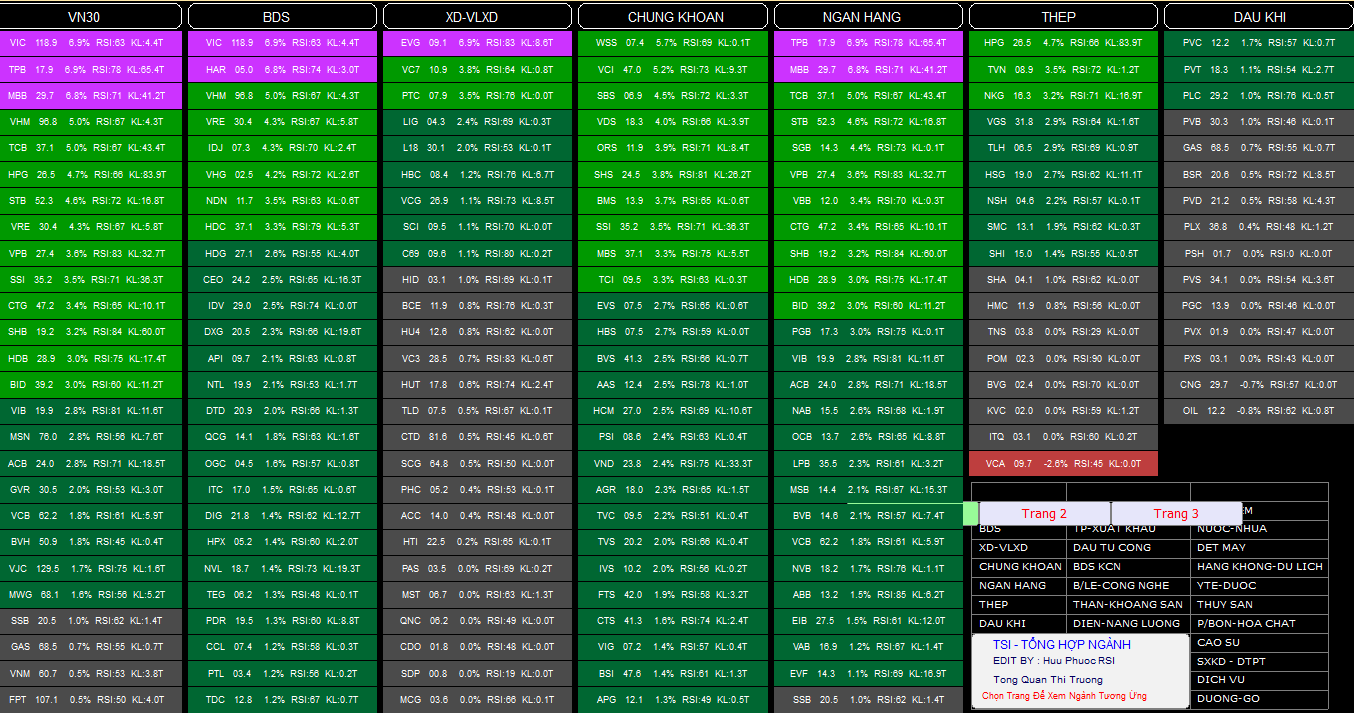 VN30
VIC 118.9 6.9% RSI:63 KL:4.4T
TPB 17.9 6.9% RSI:78 KL:65.4T
MBB 29.7 6.8% RSI:71 KL:41.2T
VHM 96.8 5.0% RSI:67 KL:4.3T
TCB 37.1 5.0% RSI:67 KL:43.4T
HPG 26.5 4.7% RSI:66 KL:83.9T
STB 52.3 4.6% RSI:72 KL:16.8T
VRE 30.4 4.3% RSI:67 KL:5.8T
VPB 27.4 3.6% RSI:83 KL:32.7T
SSI 35.2 3.5% RSI:71 KL:36.3T
CTG 47.2 3.4% RSI:65 KL:10.1T
SHB 19.2 3.2% RSI:84 KL:60.0T
HDB 28.9 3.0% RSI:75 KL:17.4T
BID 39.2 3.0% RSI:60 KL:11.2T
VIB 19.9 2.8% RSI:81 KL:11.6T
MSN 76.0 2.8% RSI:56 KL:7.6T
ACB 24.0 2.8% RSI:71 KL:18.5T
GVR 30.5 2.0% RSI:53 KL:3.0T
VCB 62.2 1.8% RSI:61 KL:5.9T
BVH 50.9 1.8% RSI:45 KL:0.4T
VJC 129.5 1.7% RSI:75 KL:1.6T
MWG 68.1 1.6% RSI:56 KL:5.2T
SSB 20.5 1.0% RSI:62 KL:1.4T
GAS 68.5 0.7% RSI:55 KL:0.7T
VNM 60.7 0.5% RSI:53 KL:3.8T
FPT 107.1 0.5% RSI:50 KL:4.0T
BDS
VIC 118.9 6.9% RSI:63 KL:4.4T
HAR 05.0 6.8% RSI:74 KL:3.0T
VHM 96.8 5.0% RSI:67 KL:4.3T
VRE 30.4 4.3% RSI:67 KL:5.8T
IDJ 07.3 4.3% RSI:70 KL:2.4T
VHG 02.5 4.2% RSI:72 KL:2.6T
NDN 11.7 3.5% RSI:63 KL:0.6T
HDC 37.1 3.3% RSI:79 KL:5.3T
HDG 27.1 2.6% RSI:55 KL:4.0T
CEO 24.2 2.5% RSI:65 KL:16.3T
IDV 29.0 2.5% RSI:74 KL:0.0T
DXG 20.5 2.3% RSI:66 KL:19.6T
API 09.7 2.1% RSI:63 KL:0.8T
NTL 19.9 2.1% RSI:53 KL:1.7T
DTD 20.9 2.0% RSI:66 KL:1.3T
QCG 14.1 1.8% RSI:63 KL:1.6T
OGC 04.5 1.6% RSI:57 KL:0.8T
ITC 17.0 1.5% RSI:65 KL:0.6T
DIG 21.8 1.4% RSI:62 KL:12.7T
HPX 05.2 1.4% RSI:60 KL:2.0T
NVL 18.7 1.4% RSI:73 KL:19.3T
TEG 06.2 1.3% RSI:48 KL:0.1T
PDR 19.5 1.3% RSI:60 KL:8.8T
CCL 07.4 1.2% RSI:58 KL:0.3T
PTL 03.4 1.2% RSI:56 KL:0.2T
TDC 12.8 1.2% RSI:67 KL:0.7T
XD-VLXD
EVG 09.1 6.9% RSI:83 KL:8.6T
VC7 10.9 3.8% RSI:64 KL:0.8T
PTC 07.9 3.5% RSI:76 KL:0.0T
LIG 04.3 2.4% RSI:69 KL:0.3T
L18 30.1 2.0% RSI:53 KL:0.1T
HBC 08.4 1.2% RSI:76 KL:6.7T
VCG 26.9 1.1% RSI:73 KL:8.5T
SCI 09.5 1.1% RSI:70 KL:0.0T
C69 09.6 1.1% RSI:80 KL:0.2T
HID 03.1 1.0% RSI:69 KL:0.1T
BCE 11.9 0.8% RSI:76 KL:0.3T
HU4 12.6 0.8% RSI:62 KL:0.0T
VC3 28.5 0.7% RSI:83 KL:0.6T
HUT 17.8 0.6% RSI:74 KL:2.4T
TLD 07.5 0.5% RSI:67 KL:0.1T
CTD 81.6 0.5% RSI:45 KL:0.6T
SCG 64.8 0.5% RSI:50 KL:0.0T
PHC 05.2 0.4% RSI:53 KL:0.1T
ACC 14.0 0.4% RSI:48 KL:0.0T
HTI 22.5 0.2% RSI:65 KL:0.1T
PAS 03.5 0.0% RSI:69 KL:0.2T
MST 06.7 0.0% RSI:63 KL:1.3T
QNC 06.2 0.0% RSI:49 KL:0.0T
CDO 01.8 0.0% RSI:48 KL:0.0T
SDP 00.8 0.0% RSI:19 KL:0.0T
MCG 03.6 0.0% RSI:66 KL:0.0T
CHUNG KHOAN
WSS 07.4 5.7% RSI:69 KL:0.1T
VCI 47.0 5.2% RSI:73 KL:9.3T
SBS 06.9 4.5% RSI:72 KL:3.3T
VDS 18.3 4.0% RSI:66 KL:3.9T
ORS 11.9 3.9% RSI:71 KL:8.4T
SHS 24.5 3.8% RSI:81 KL:26.2T
BMS 13.9 3.7% RSI:65 KL:0.6T
SSI 35.2 3.5% RSI:71 KL:36.3T
MBS 37.1 3.3% RSI:75 KL:5.5T
TCI 09.5 3.3% RSI:63 KL:0.3T
EVS 07.5 2.7% RSI:65 KL:0.6T
HBS 07.5 2.7% RSI:59 KL:0.0T
BVS 41.3 2.5% RSI:66 KL:0.7T
AAS 12.4 2.5% RSI:78 KL:1.0T
HCM 27.0 2.5% RSI:69 KL:10.6T
PSI 08.6 2.4% RSI:63 KL:0.4T
VND 23.8 2.4% RSI:75 KL:33.3T
AGR 18.0 2.3% RSI:65 KL:1.5T
TVC 09.5 2.2% RSI:51 KL:0.4T
TVS 20.2 2.0% RSI:66 KL:0.4T
IVS 10.2 2.0% RSI:56 KL:0.2T
FTS 42.0 1.9% RSI:58 KL:3.2T
CTS 41.3 1.6% RSI:74 KL:2.4T
VIG 07.2 1.4% RSI:57 KL:0.4T
BSI 47.6 1.4% RSI:61 KL:1.3T
APG 12.1 1.3% RSI:49 KL:0.5T
NGAN HANG
TPB 17.9 6.9% RSI:78 KL:65.4T
MBB 29.7 6.8% RSI:71 KL:41.2T
TCB 37.1 5.0% RSI:67 KL:43.4T
STB 52.3 4.6% RSI:72 KL:16.8T
SGB 14.3 4.4% RSI:73 KL:0.1T
VPB 27.4 3.6% RSI:83 KL:32.7T
VBB 12.0 3.4% RSI:70 KL:0.3T
CTG 47.2 3.4% RSI:65 KL:10.1T
SHB 19.2 3.2% RSI:84 KL:60.0T
HDB 28.9 3.0% RSI:75 KL:17.4T
BID 39.2 3.0% RSI:60 KL:11.2T
PGB 17.3 3.0% RSI:75 KL:0.1T
VIB 19.9 2.8% RSI:81 KL:11.6T
ACB 24.0 2.8% RSI:71 KL:18.5T
NAB 15.5 2.6% RSI:68 KL:1.9T
OCB 13.7 2.6% RSI:65 KL:8.8T
LPB 35.5 2.3% RSI:61 KL:3.2T
MSB 14.4 2.1% RSI:67 KL:15.3T
BVB 14.6 2.1% RSI:57 KL:7.4T
VCB 62.2 1.8% RSI:61 KL:5.9T
NVB 18.2 1.7% RSI:76 KL:1.1T
ABB 13.2 1.5% RSI:85 KL:6.2T
EIB 27.5 1.5% RSI:61 KL:12.0T
VAB 16.9 1.2% RSI:67 KL:1.4T
EVF 14.3 1.1% RSI:69 KL:16.9T
SSB 20.5 1.0% RSI:62 KL:1.4T
THEP
HPG 26.5 4.7% RSI:66 KL:83.9T
TVN 08.9 3.5% RSI:72 KL:1.2T
NKG 16.3 3.2% RSI:71 KL:16.9T
VGS 31.8 2.9% RSI:64 KL:1.6T
TLH 06.5 2.9% RSI:69 KL:0.9T
HSG 19.0 2.7% RSI:62 KL:11.1T
NSH 04.6 2.2% RSI:57 KL:0.1T
SMC 13.1 1.9% RSI:62 KL:0.3T
SHI 15.0 1.4% RSI:55 KL:0.5T
SHA 04.1 1.0% RSI:62 KL:0.0T
HMC 11.9 0.8% RSI:56 KL:0.0T
TNS 03.8 0.0% RSI:29 KL:0.0T
POM 02.3 0.0% RSI:90 KL:0.0T
BVG 02.4 0.0% RSI:70 KL:0.0T
KVC 02.0 0.0% RSI:59 KL:1.2T
ITQ 03.1 0.0% RSI:60 KL:0.2T
VCA 09.7 -2.6% RSI:45 KL:0.0T
DAU KHI
PVC 12.2 1.7% RSI:57 KL:0.7T
PVT 18.3 1.1% RSI:54 KL:2.7T
PLC 29.2 1.0% RSI:76 KL:0.5T
PVB 30.3 1.0% RSI:46 KL:0.1T
GAS 68.5 0.7% RSI:55 KL:0.7T
BSR 20.6 0.5% RSI:72 KL:8.5T
PVD 21.2 0.5% RSI:58 KL:4.3T
PLX 36.8 0.4% RSI:48 KL:1.2T
PSH 01.7 0.0% RSI:0 KL:0.0T
PVS 34.1 0.0% RSI:54 KL:3.6T
PGC 13.9 0.0% RSI:46 KL:0.0T
PVX 01.9 0.0% RSI:47 KL:0.0T
PXS 03.1 0.0% RSI:43 KL:0.0T
CNG 29.7 -0.7% RSI:57 KL:0.0T
OIL 12.2 -0.8% RSI:62 KL:0.8T
Trang 2 Trang 3 EM
BDS TP-XUAT KHAU NUOC-NHUA
XD-VLXD DAU TU CONG DET MAY
CHUNG KHOAN BDS KCN HANG KHONG-DU LICH
NGAN HANG B/LE-CONG NGHE YTE-DUOC
THEP THAN-KHOANG SAN THUY SAN
DAU KHI DIEN-NANG LUONG P/BON-HOA CHAT
CAO SU
SXKD - DTPT
DICH VU
DUONG-GO
TSI - TỔNG HỢP NGÀNH
EDIT BY : Huu Phuoc RSI
Tong Quan Thi Truong
Chọn Trang Để Xem Ngành Tương Ứng